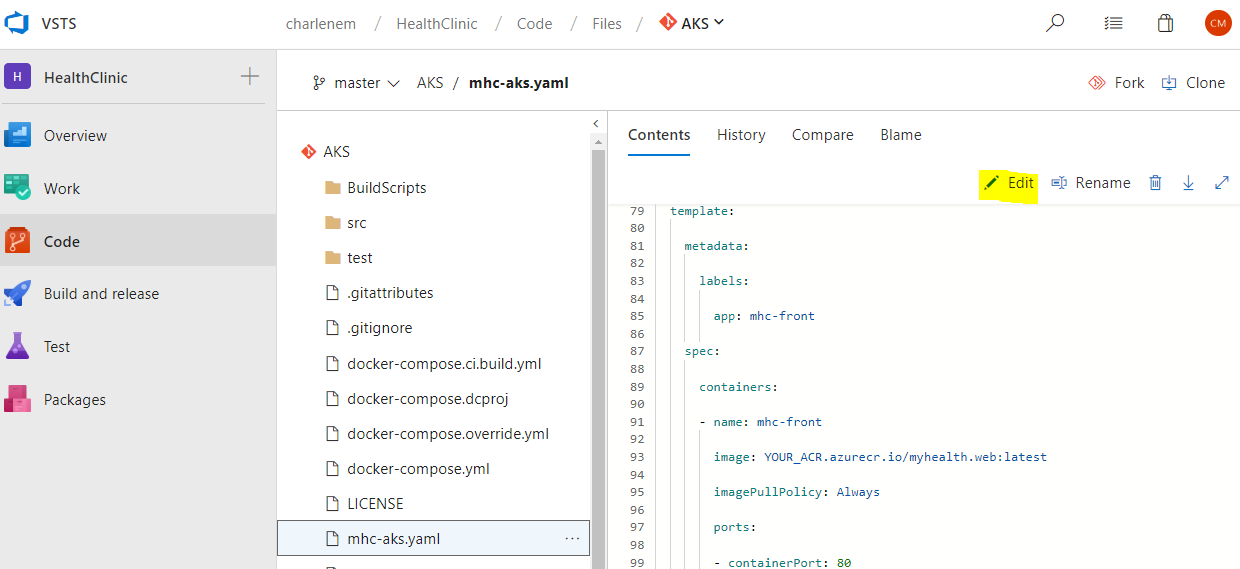 VSTS
charlenem / HealthClinic / Code / Files / AKS
CM
H HealthClinic
Overview
Work
Code
Build and release
Test
Packages
master AKS / mhc-aks.yaml
Fork Clone
AKS
BuildScripts
src
test
.gitattributes
.gitignore
docker-compose.ci.build.yml
docker-compose.dcproj
docker-compose.override.yml
docker-compose.yml
LICENSE
mhc-aks.yaml ...
Contents History Compare Blame
Edit Rename
79 template:
80
81 metadata:
82
83 labels:
84
85 app: mhc-front
86
87 spec:
88
89 containers:
90
91 - name: mhc-front
92
93 image: YOUR_ACR.azurecr.io/myhealth.web:latest
94
95 imagePullPolicy: Always
96
97 ports:
98
99 - containerPort: 80